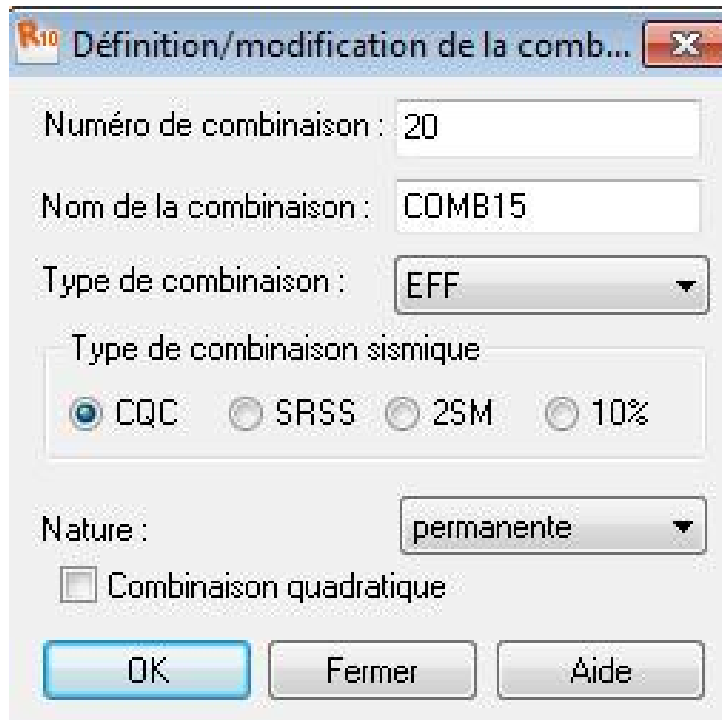 R10 Définition/modification de la comb...
Numéro de combinaison : 20
Nom de la combinaison : COMB15
Type de combinaison : EFF
Type de combinaison sismique
CQC SRSS 2SM 10%
Nature : permanente
Combinaison quadratique
OK Fermer Aide